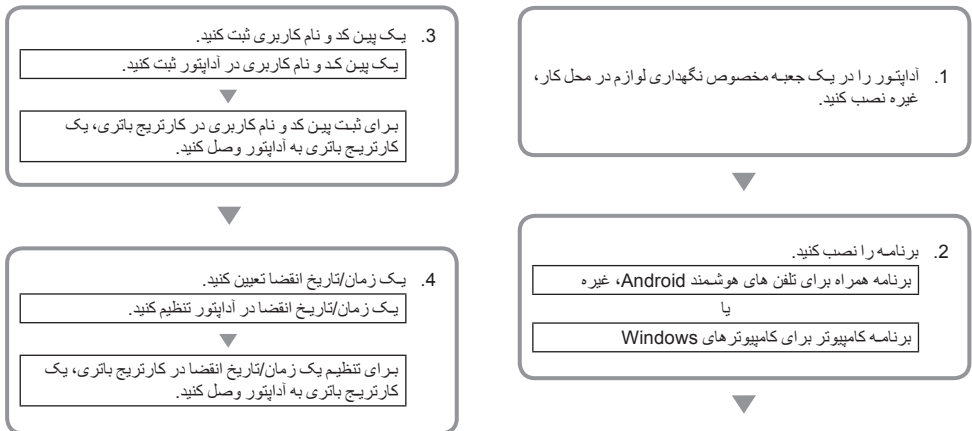 1. آداپتور را در یک جعبه مخصوص نگهداری لوازم در محل کار،
غیره نصب کنید.
2. برنامه را نصب کنید.
برنامه همراه برای تلفن های هوشمند Android، غیره
یا
برنامه کامپیوتر برای کامپیوترهای Windows
3. یک پین کد و نام کاربری ثبت کنید.
یک پین کد و نام کاربری در آداپتور ثبت کنید.
برای ثبت پین کد و نام کاربری در کارتریج باتری، یک
کارتریج باتری به آداپتور وصل کنید.
4. یک زمان/تاریخ انقضا تعیین کنید.
یک زمان/تاریخ انقضا در آداپتور تنظیم کنید.
برای تنظیم یک زمان/تاریخ انقضا در کارتریج باتری، یک
کارتریج باتری به آداپتور وصل کنید.